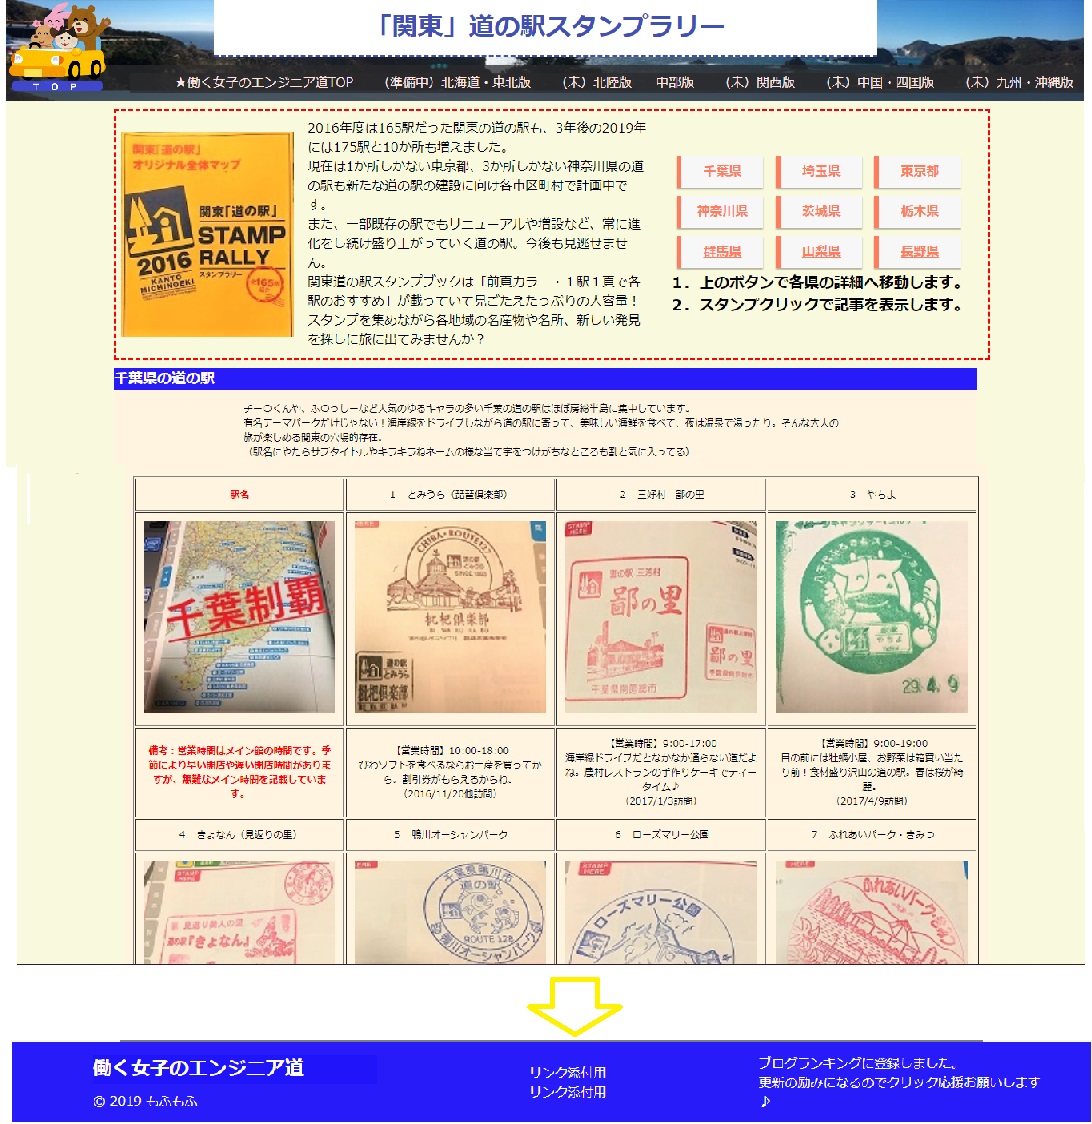 「関東」道の駅スタンプラリー
TOP
★働く女子のエンジニア道TOP （準備中）北海道・東北版 （未）北陸版 中部版 （未）関西版 （未）中国・四国版 （未）九州・沖縄版
関東「道の駅」
オリジナル全体マップ
関東「道の駅」
STAMP
RALLY
スタンプラリー
2016
KANTO
MICHINOEKI
全165駅
2016年度は165駅だった関東の道の駅も、3年後の2019年
には175駅と10か所も増えました。
現在は1か所しかない東京都、3か所しかない神奈川県の道
の駅も新たな道の駅の建設に向け各市区町村で計画中で
す。
また、一部既存の駅でもリニューアルや増設など、常に進
化をし続け盛り上がっていく道の駅。今後も見逃せませ
ん。
関東道の駅スタンプブックは「前頁カラー・１駅１頁で各
駅のおすすめ」が載っていて見ごたえたっぷりの大容量！
スタンプを集めながら各地域の名産物や名所、新しい発見
を探しに旅に出てみませんか？
千葉県 埼玉県 東京都
神奈川県 茨城県 栃木県
群馬県 山梨県 長野県
1．上のボタンで各県の詳細へ移動します。
2．スタンプクリックで記事を表示します。
千葉県の道の駅
チーつくんや、ふつっしーなど人気のゆるキャラの多い千葉の道の駅はほぼ房総半島に集中しています。
有名テーマパークだけじゃない！海岸線をドライブしながら道の駅に寄って、美味しい海鮮を食べて、夜は温泉で湯ったり。そんな大人の
旅が楽しめる関東の穴場的存在。
（駅名にやたらサブタイトルやキラキラねネームの様な当て字をつけがちなところも割と気に入ってる）
駅名 1 とみうら（琵琶倶楽部） 2 三好村 鄙の里 3 やちよ
千葉制覇
CHIBA・ROUTE127
道の駅
とみうら
SINCE 1993
枇杷倶楽部
道の駅
とみうら
枇杷倶楽部
STAMP
HERE
道の駅・三芳村
鄙の里
千葉県南房総市
鄙の里
29.4.9
備考：営業時間はメイン館の時間です。季
節により早い閉店や遅い閉店時間がありま
すが、無難なメイン時間を記載していま
す。
【営業時間】10:00-18:00
びわソフトを食べるならお土産を買ってか
ら。割引券がもらえるからね。
（2016/11/20他訪問）
【営業時間】9:00-17:00
海岸線ドライブだとなかなか通らない道だよ
ね。農村レストランの手作りケーキでティー
タイム♪
（2017/1/3訪問）
【営業時間】9:00-19:00
目の前には牡蠣小屋、お野菜は箱買い当た
り前！食材盛り沢山の道の駅。春は桜が綺
麗。
（2017/4/9訪問）
4 きょなん（見返りの里） 5 鴨川オーシャンパーク 6 ローズマリー公園 7 ふれあいパーク・きみつ
STAMP
HERE
見返り美人の里
道の駅『きょなん』
千葉県鴨川市
道の駅
ROUTE 128
鴨川オーシャンパーク
STAMP
HERE
ローズマリー公園
HERE
ふれあいパーク・
働く女子のエンジニア道
© 2019 もふもふ
リンク添付用
リンク添付用
ブログランキングに登録しました。
更新の励みになるのでクリック応援お願いします
♪